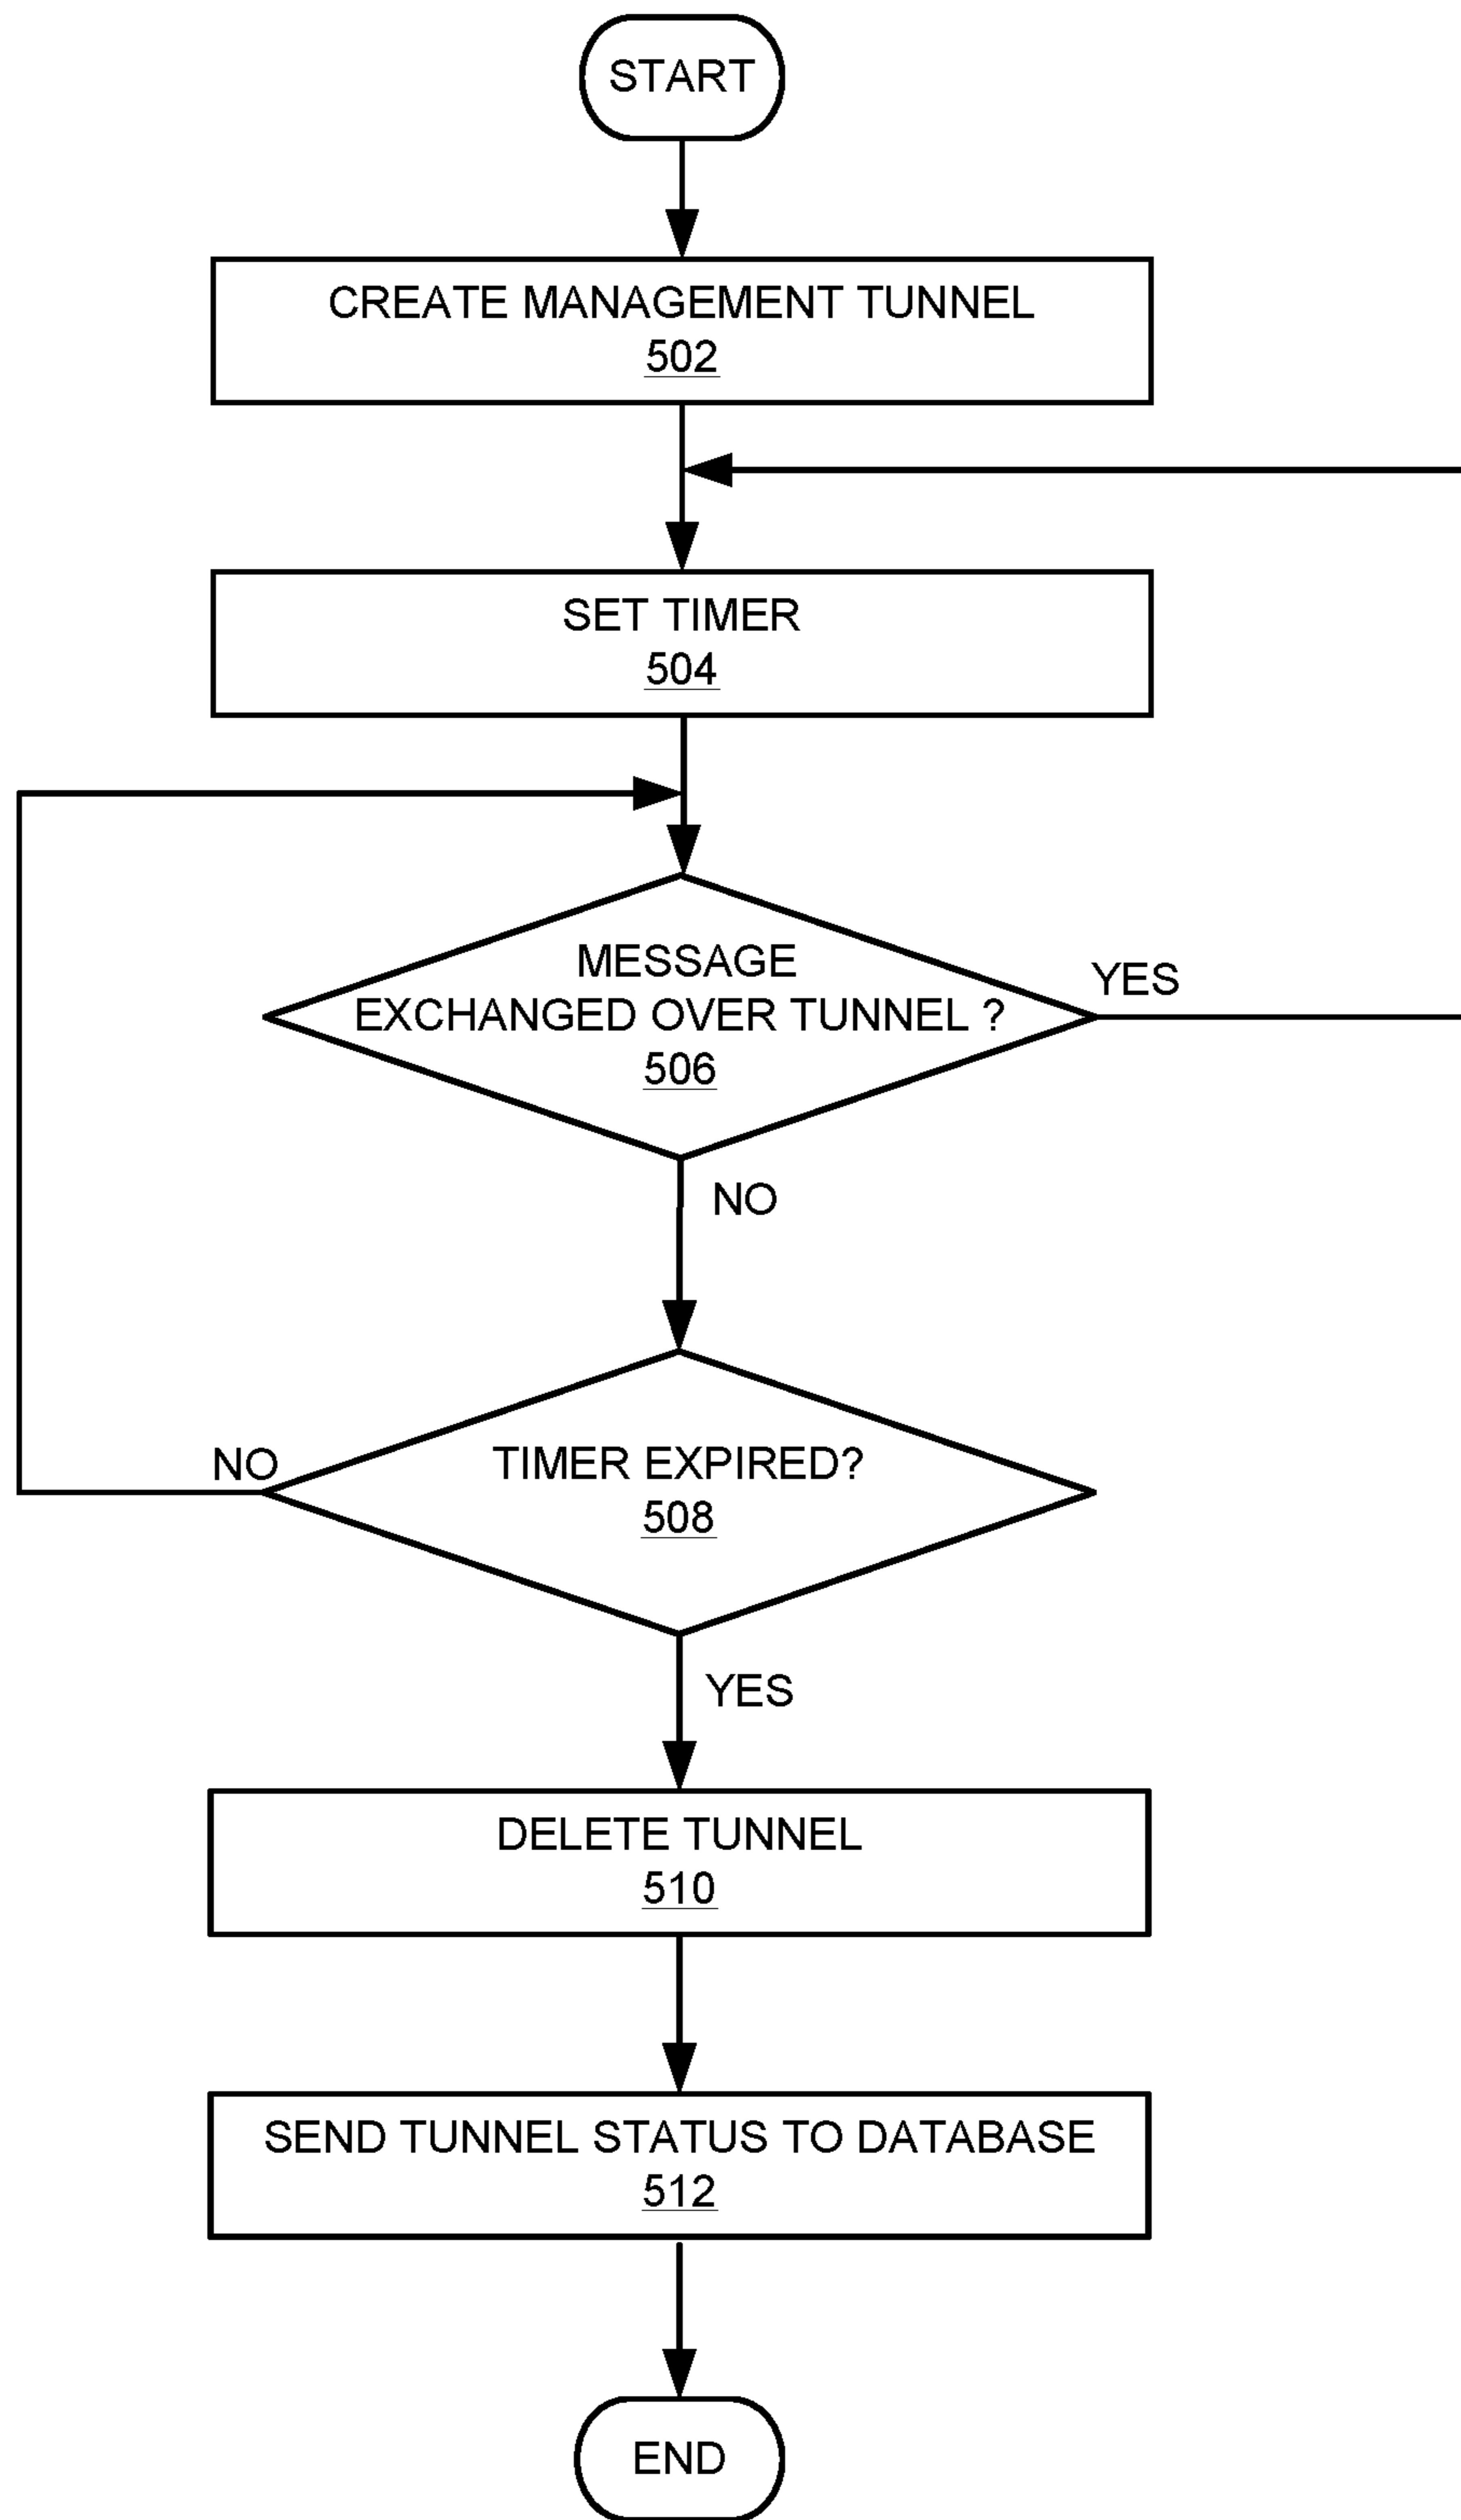 START
CREATE MANAGEMENT TUNNEL
502
SET TIMER
504
MESSAGE
EXCHANGED OVER TUNNEL ?
506
YES
NO
TIMER EXPIRED?
508
NO
YES
DELETE TUNNEL
510
SEND TUNNEL STATUS TO DATABASE
512
END